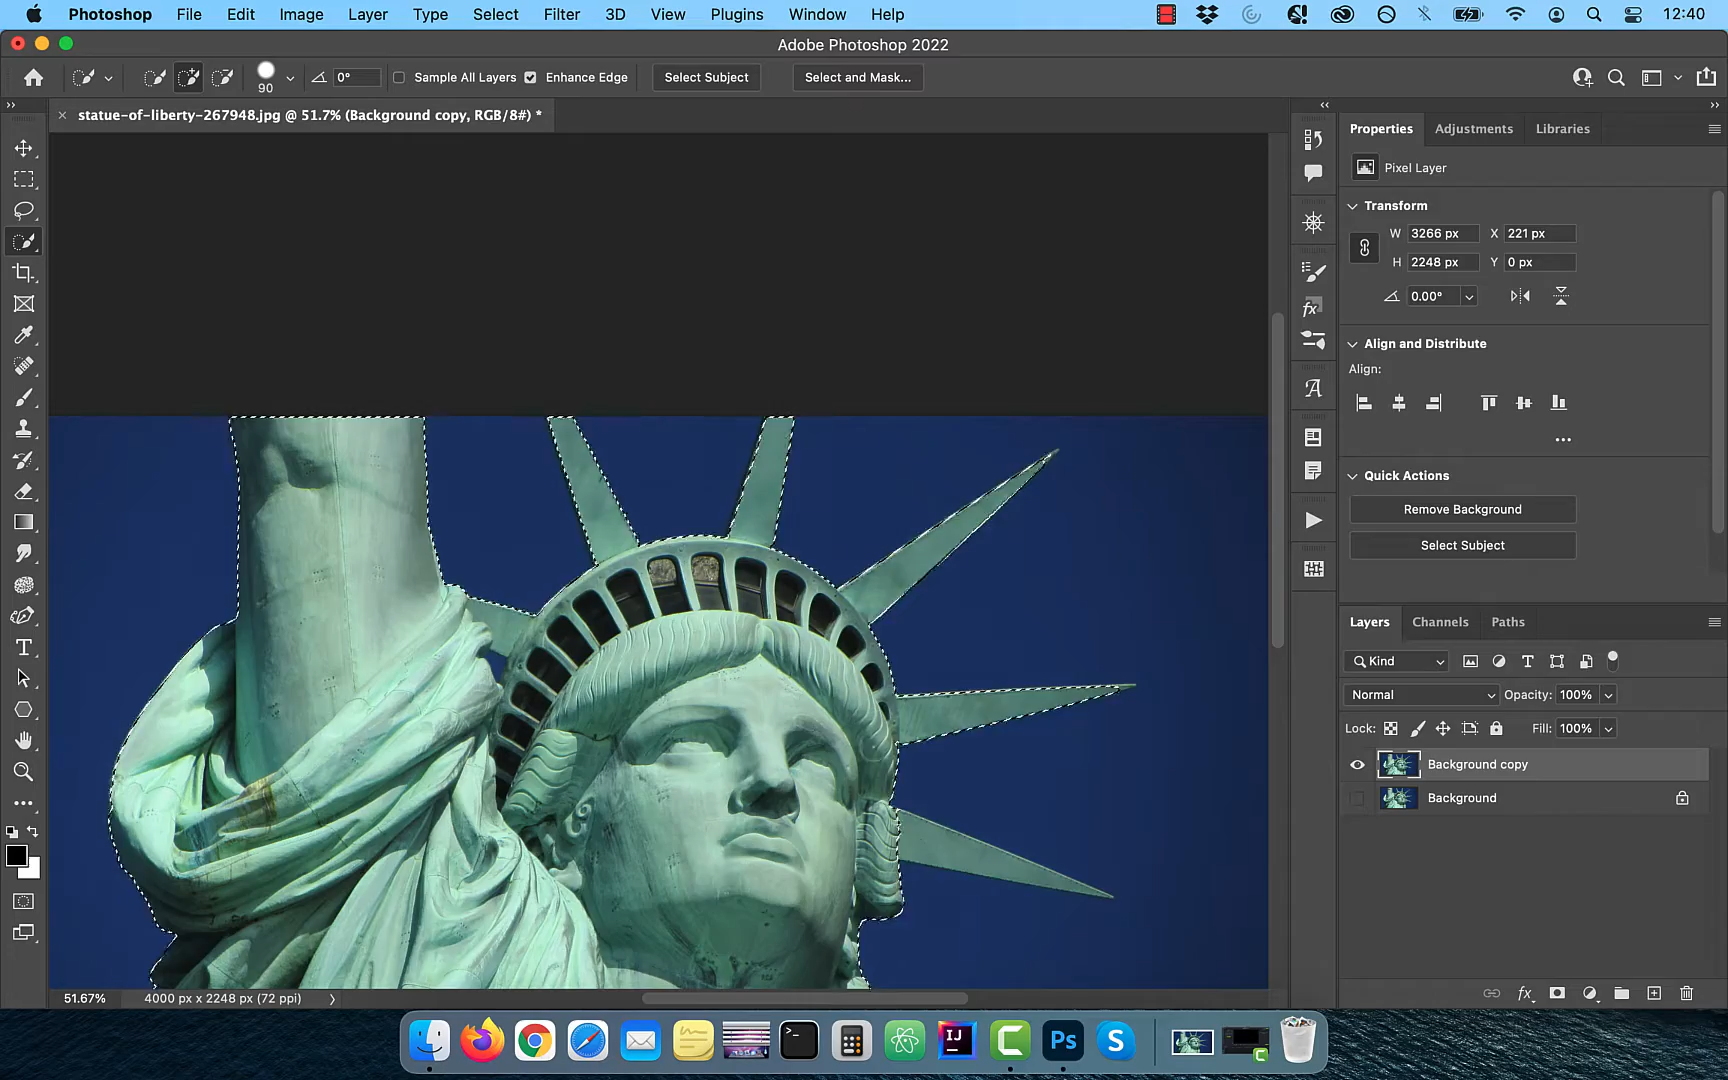 Photoshop File Edit Image Layer Type Select Filter 3D View Plugins Window Help 12:40
Adobe Photoshop 2022
90 0° Sample All Layers Enhance Edge Select Subject Select and Mask...
statue-of-liberty-267948.jpg @ 51.7% (Background copy, RGB/8#) *
Properties Adjustments Libraries
Pixel Layer
Transform
W 3266 px X 221 px
H 2248 px Y 0 px
0.00°
Align and Distribute
Align:
Quick Actions
Remove Background
Select Subject
Layers Channels Paths
Kind
Normal Opacity: 100%
Lock: Fill: 100%
Background copy
Background
fx
51.67% 4000 px x 2248 px (72 ppi)
IJ
C
Ps
S